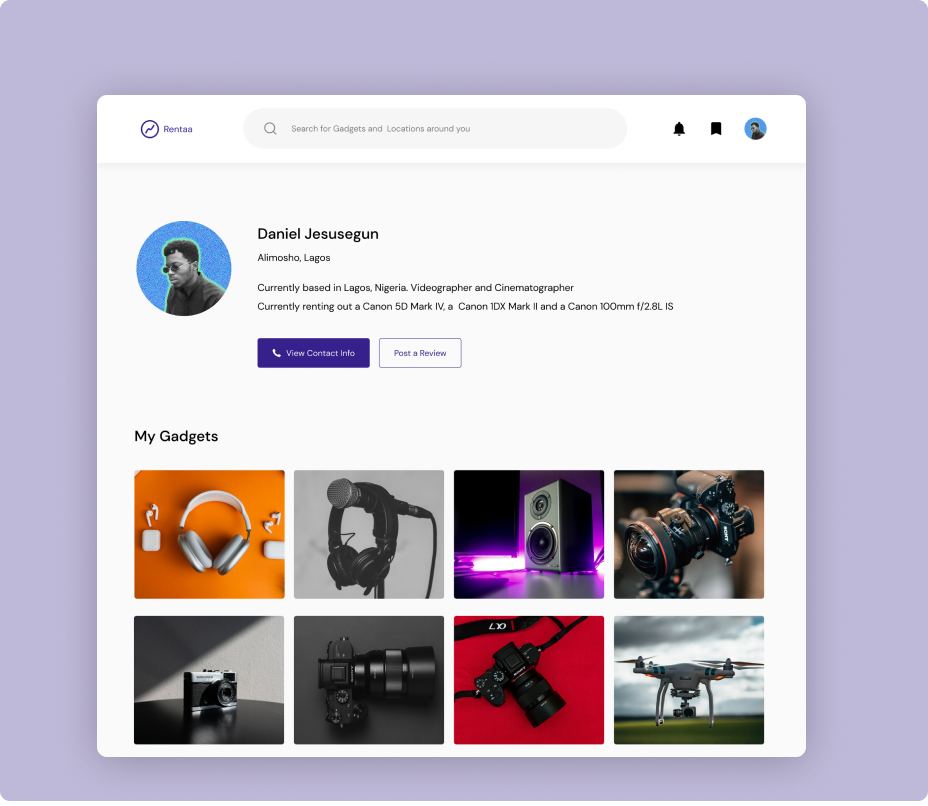 Rentaa
Search for Gadgets and Locations around you
Daniel Jesusegun
Alimosho, Lagos
Currently based in Lagos, Nigeria. Videographer and Cinematographer
Currently renting out a Canon 5D Mark IV, a Canon 1DX Mark II and a Canon 100mm f/2.8L IS
View Contact Info
Post a Review
My Gadgets
SONY